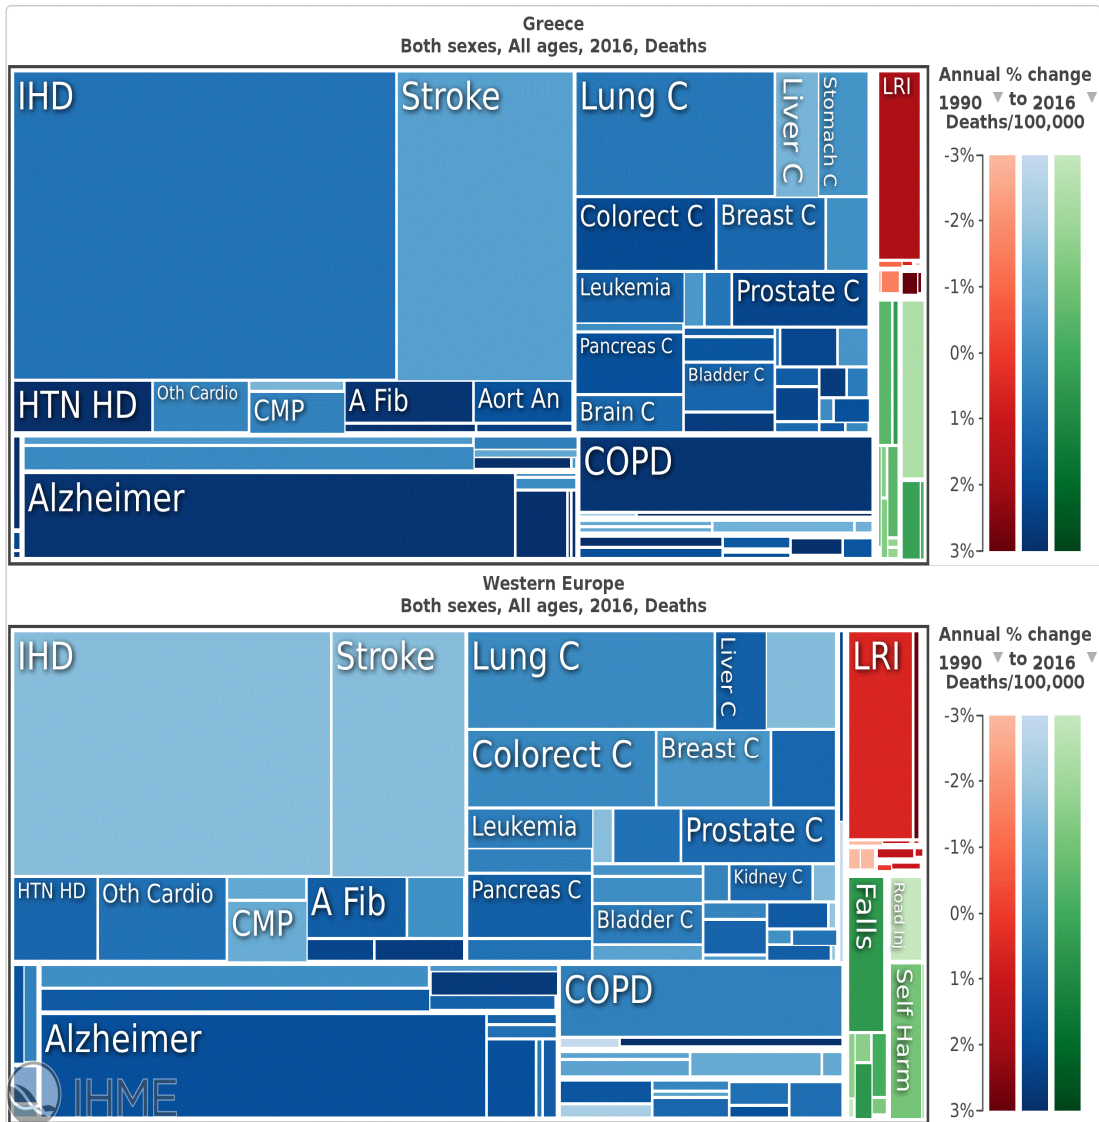 Greece
Both sexes, All ages, 2016, Deaths
IHD
Stroke
Lung C
Liver C
Stomach C
LRI
Colorect C
Breast C
Leukemia
Prostate C
Pancreas C
Bladder C
Brain C
HTN HD
Oth Cardio
CMP
A Fib
Aort An
COPD
Alzheimer
Annual % change
1990 ▼ to 2016 ▼
Deaths/100,000
-3%
-2%
-1%
0%
1%
2%
3%
Western Europe
Both sexes, All ages, 2016, Deaths
IHD
Stroke
Lung C
Liver C
LRI
Colorect C
Breast C
Leukemia
Prostate C
Pancreas C
Kidney C
Bladder C
HTN HD
Oth Cardio
CMP
A Fib
Falls
Road Inj
Self Harm
COPD
Alzheimer
IHME
Annual % change
1990 ▼ to 2016 ▼
Deaths/100,000
-3%
-2%
-1%
0%
1%
2%
3%